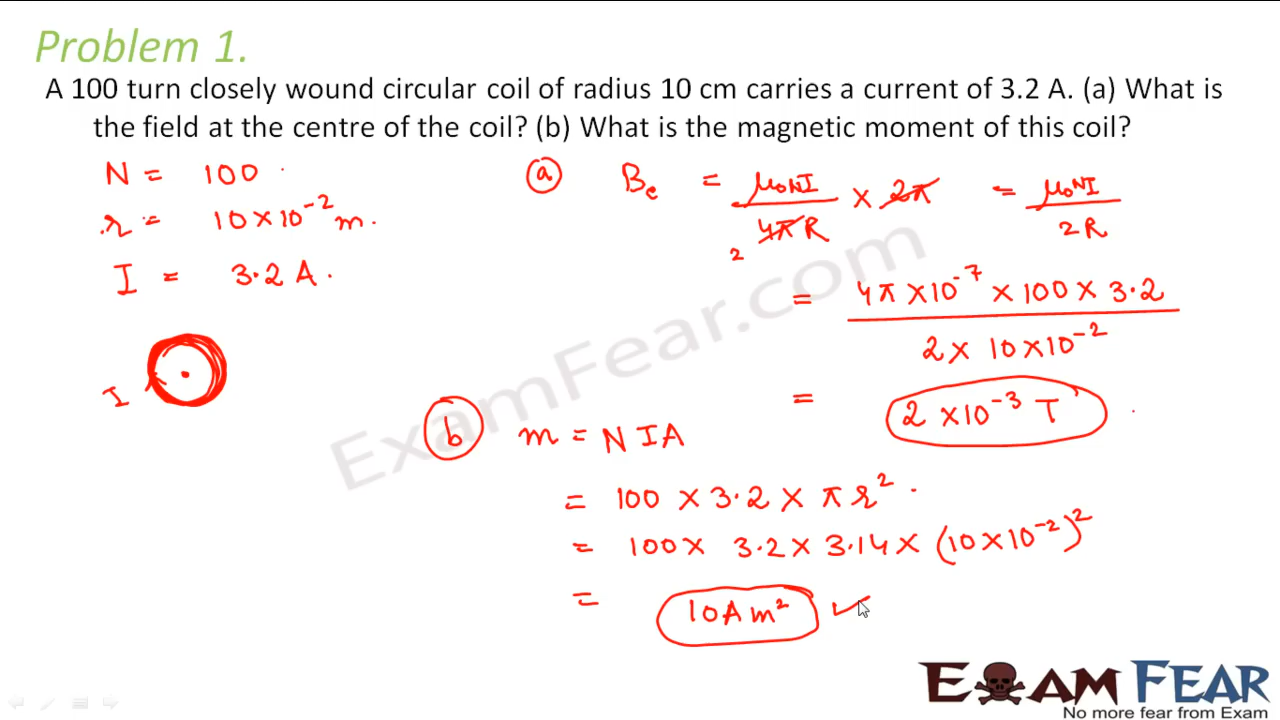 Problem 1.
A 100 turn closely wound circular coil of radius 10 cm carries a current of 3.2 A. (a) What is
the field at the centre of the coil? (b) What is the magnetic moment of this coil?
N = 100
r = 10 × 10⁻² m.
I = 3.2 A.
I
(a) Bc = μ₀NI / 4πR × 2π = μ₀NI / 2R
2
= 4π × 10⁻⁷ × 100 × 3.2 / 2 × 10 × 10⁻²
= 2 × 10⁻³ T
(b) m = NIA
= 100 × 3.2 × π r² .
= 100 × 3.2 × 3.14 × (10 × 10⁻²)²
= 10 A m² ✓
ExamFear.com
EXAM FEAR
No more fear from Exam